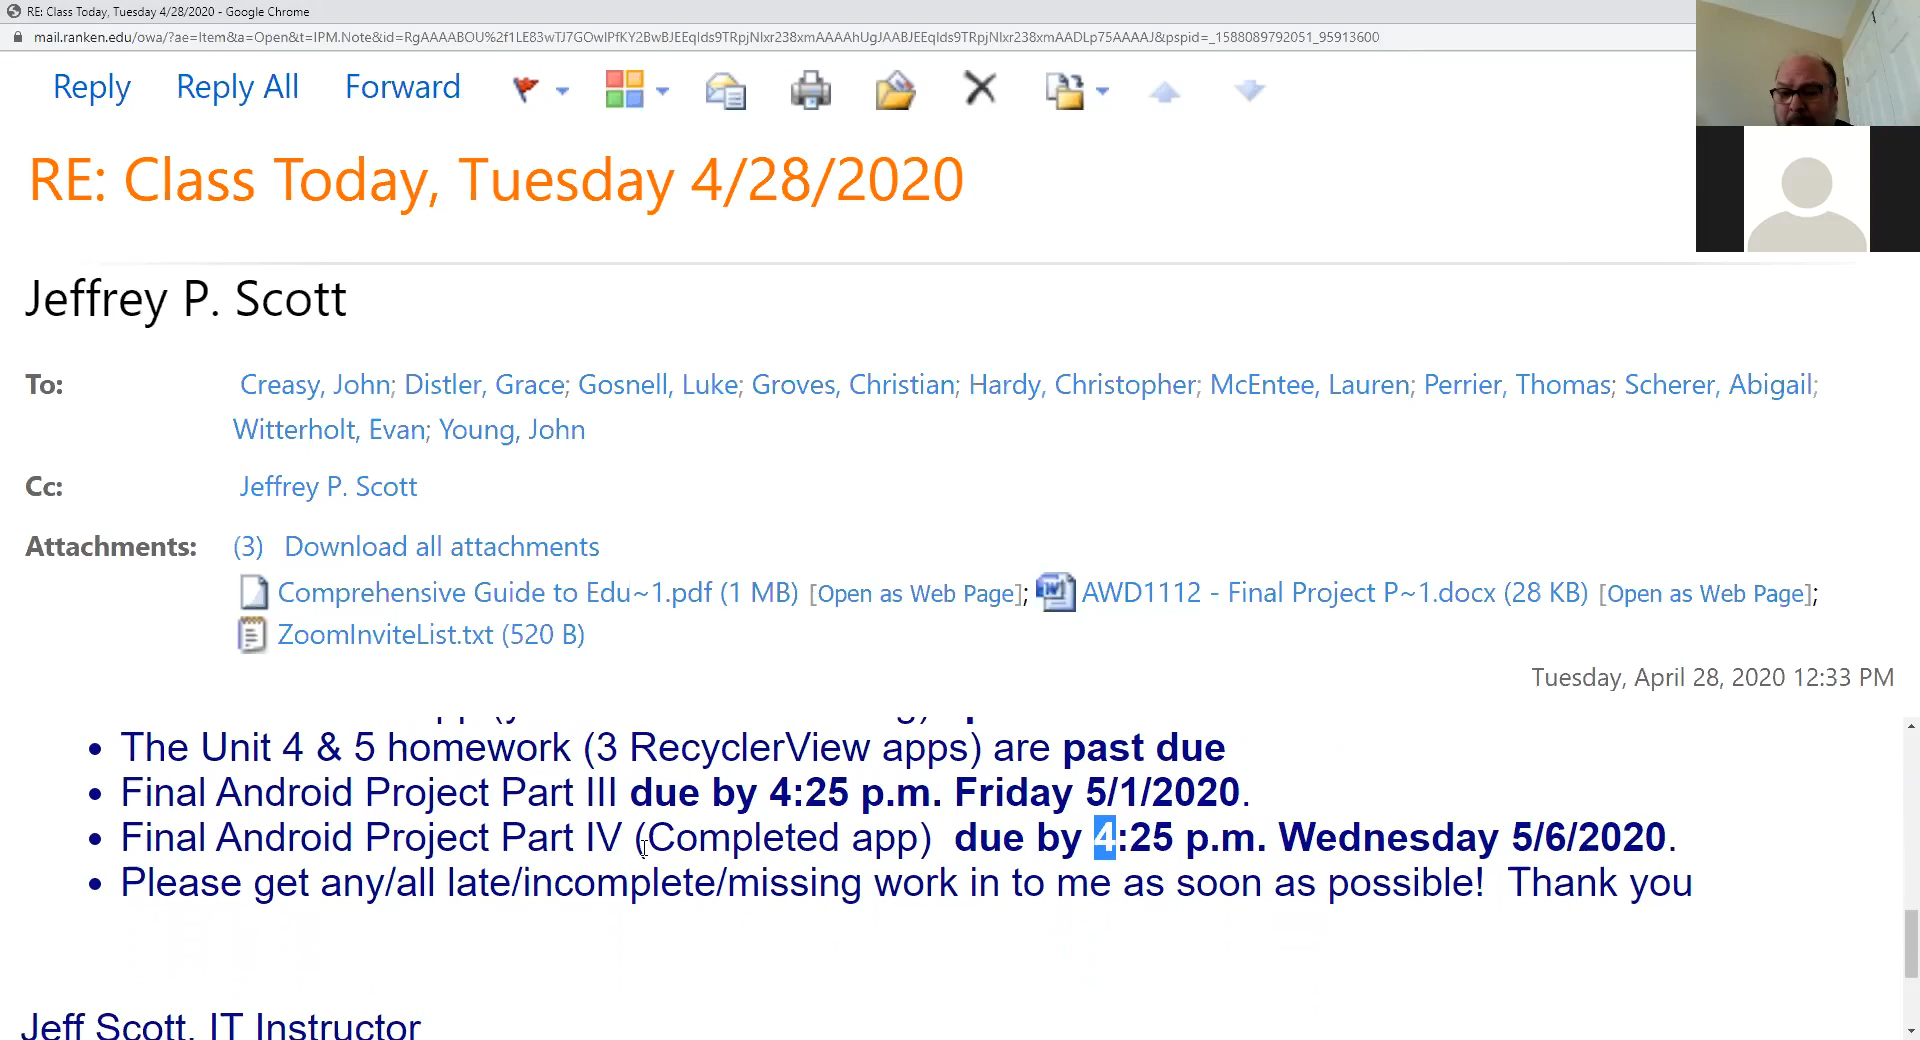 RE: Class Today, Tuesday 4/28/2020 - Google Chrome
mail.ranken.edu/owa/?ae=Item&a=Open&t=IPM.Note&id=RgAAAABOU%2f1LE83wTJ7GOwIPfKY2BwBJEEqIds9TRpjNlxr238xmAAAAhUgJAABJEEqIds9TRpjNlxr238xmAADLp75AAAAJ&pspid=_1588089792051_95913600
Reply Reply All Forward
RE: Class Today, Tuesday 4/28/2020
Jeffrey P. Scott
To: Creasy, John; Distler, Grace; Gosnell, Luke; Groves, Christian; Hardy, Christopher; McEntee, Lauren; Perrier, Thomas; Scherer, Abigail;
Witterholt, Evan; Young, John
Cc: Jeffrey P. Scott
Attachments: (3) Download all attachments
Comprehensive Guide to Edu~1.pdf (1 MB) [Open as Web Page]; AWD1112 - Final Project P~1.docx (28 KB) [Open as Web Page];
ZoomInviteList.txt (520 B)
Tuesday, April 28, 2020 12:33 PM
• The Unit 4 & 5 homework (3 RecyclerView apps) are past due
• Final Android Project Part III due by 4:25 p.m. Friday 5/1/2020.
• Final Android Project Part IV (Completed app) due by 4:25 p.m. Wednesday 5/6/2020.
• Please get any/all late/incomplete/missing work in to me as soon as possible! Thank you
Jeff Scott, IT Instructor